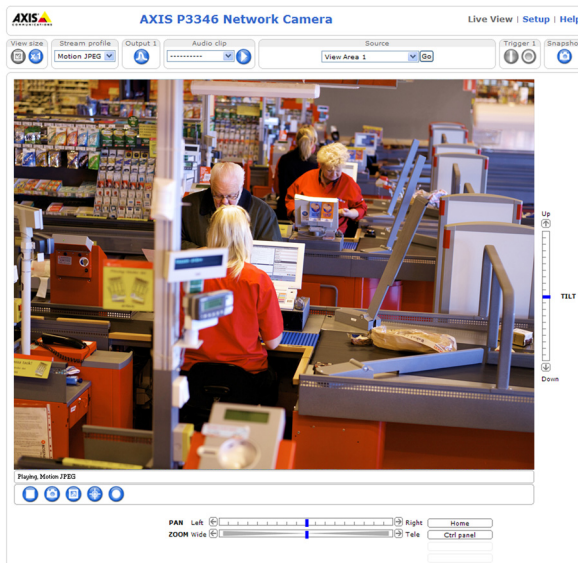 AXIS
COMMUNICATIONS
AXIS P3346 Network Camera
Live View | Setup | Help
View size
Stream profile
Output 1
Audio clip
Source
Trigger 1
Snapshot
Motion JPEG
----------
View Area 1
Go
Up
TILT
Down
Playing, Motion JPEG
PAN Left
Right
Home
ZOOM Wide
Tele
Ctrl panel